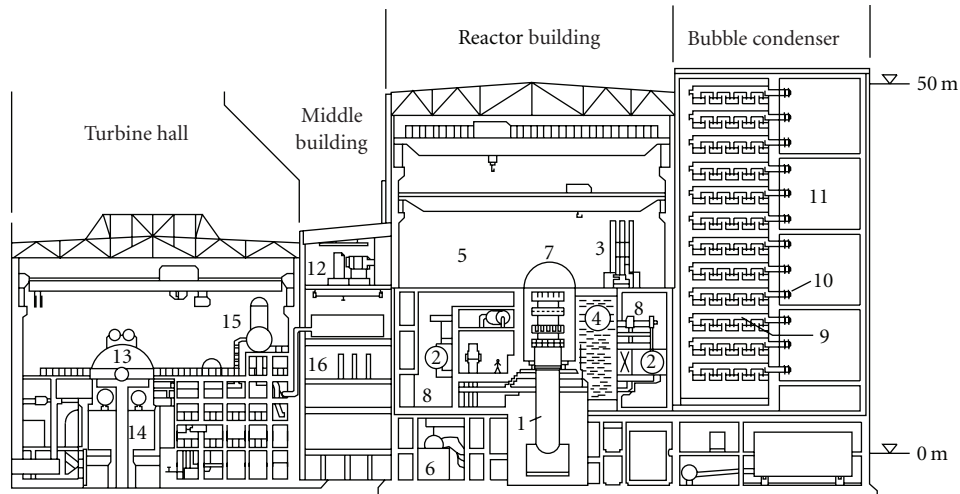 Reactor building
Bubble condenser
50 m
Turbine hall
Middle
building
11
12
5
7
3
10
15
4
8
13
9
16
2
2
8
14
1
6
0 m